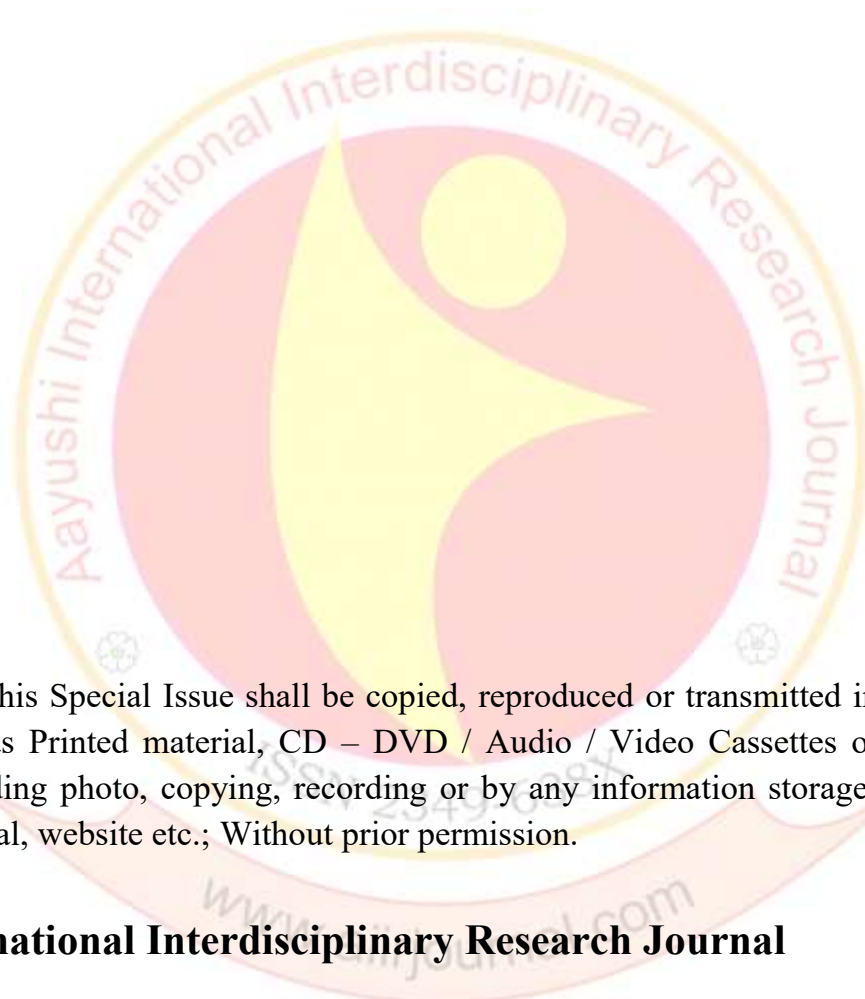 Aayushi International Interdisciplinary Research Journal
his Special Issue shall be copied, reproduced or transmitted i
s Printed material, CD – DVD / Audio / Video Cassettes o
ding photo, copying, recording or by any information storage
al, website etc.; Without prior permission.
ISSN 2349-638X
national Interdisciplinary Research Journal
www.aiirjournal.com